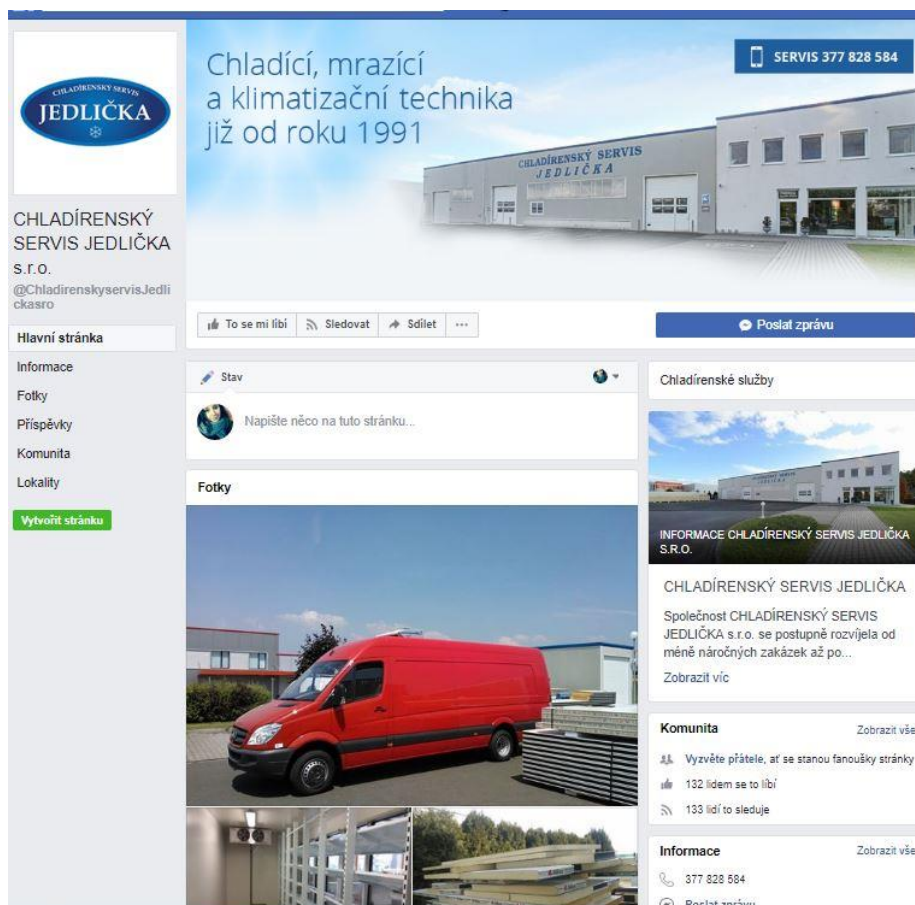 CHLADÍRENSKÝ SERVIS
JEDLIČKA
CHLADÍRENSKÝ
SERVIS JEDLIČKA
s.r.o.
@ChladirenskyservisJedli
ckasro
Hlavní stránka
Informace
Fotky
Příspěvky
Komunita
Lokality
Vytvořit stránku
Chladící, mrazící
a klimatizační technika
již od roku 1991
SERVIS 377 828 584
CHLADÍRENSKÝ SERVIS
JEDLIČKA
To se mi líbí Sledovat Sdílet ...
Poslat zprávu
Stav
Napište něco na tuto stránku...
Fotky
Chladírenské služby
INFORMACE CHLADÍRENSKÝ SERVIS JEDLIČKA
S.R.O.
CHLADÍRENSKÝ SERVIS JEDLIČKA
Společnost CHLADÍRENSKÝ SERVIS
JEDLIČKA s.r.o. se postupně rozvíjela od
méně náročných zakázek až po...
Zobrazit víc
Komunita Zobrazit vše
Vyzvěte přátele, ať se stanou fanoušky stránky
132 lidem se to líbí
133 lidí to sleduje
Informace Zobrazit vše
377 828 584
Poslat zprávu